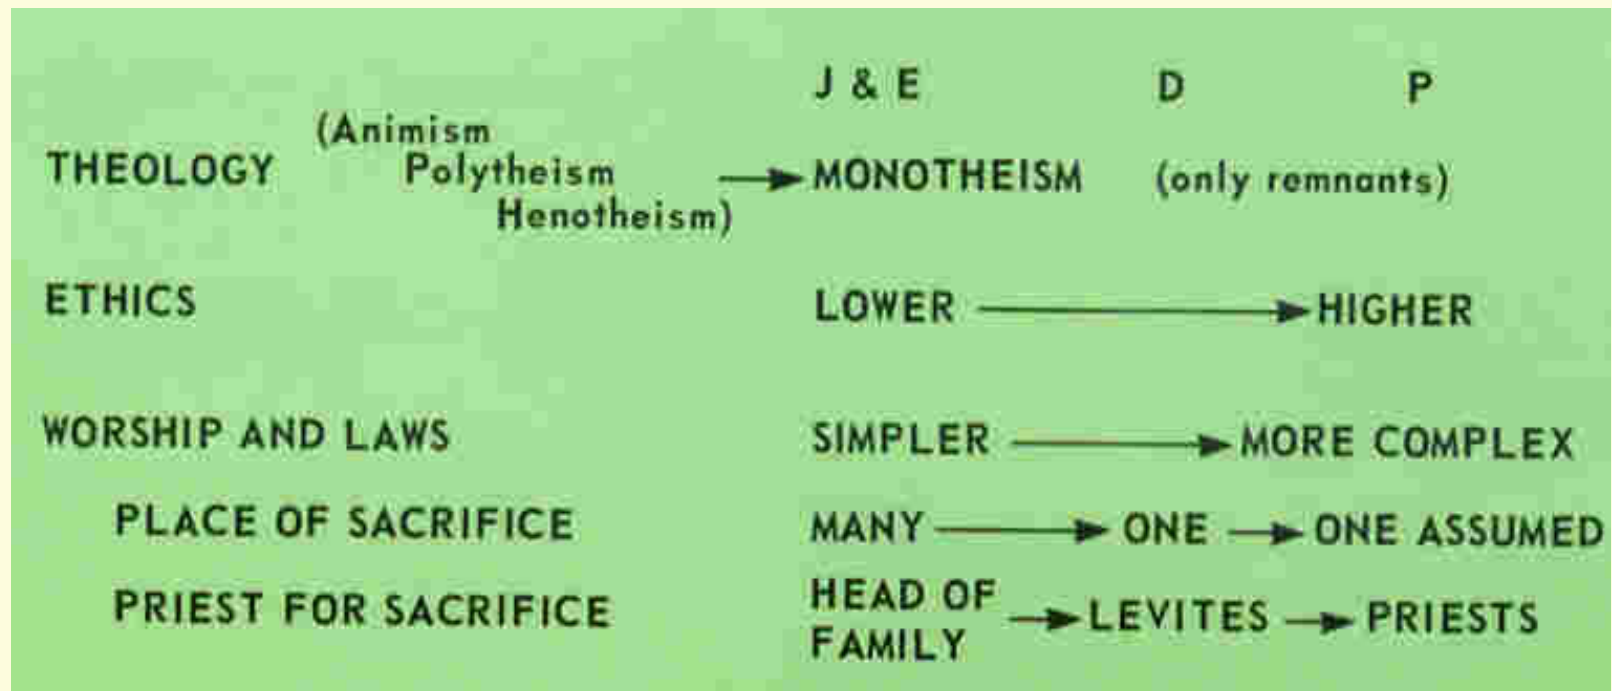 J & E D P
(Animism
THEOLOGY Polytheism → MONOTHEISM (only remnants)
Henotheism)
ETHICS LOWER → HIGHER
WORSHIP AND LAWS SIMPLER → MORE COMPLEX
PLACE OF SACRIFICE MANY → ONE → ONE ASSUMED
PRIEST FOR SACRIFICE HEAD OF FAMILY → LEVITES → PRIESTS